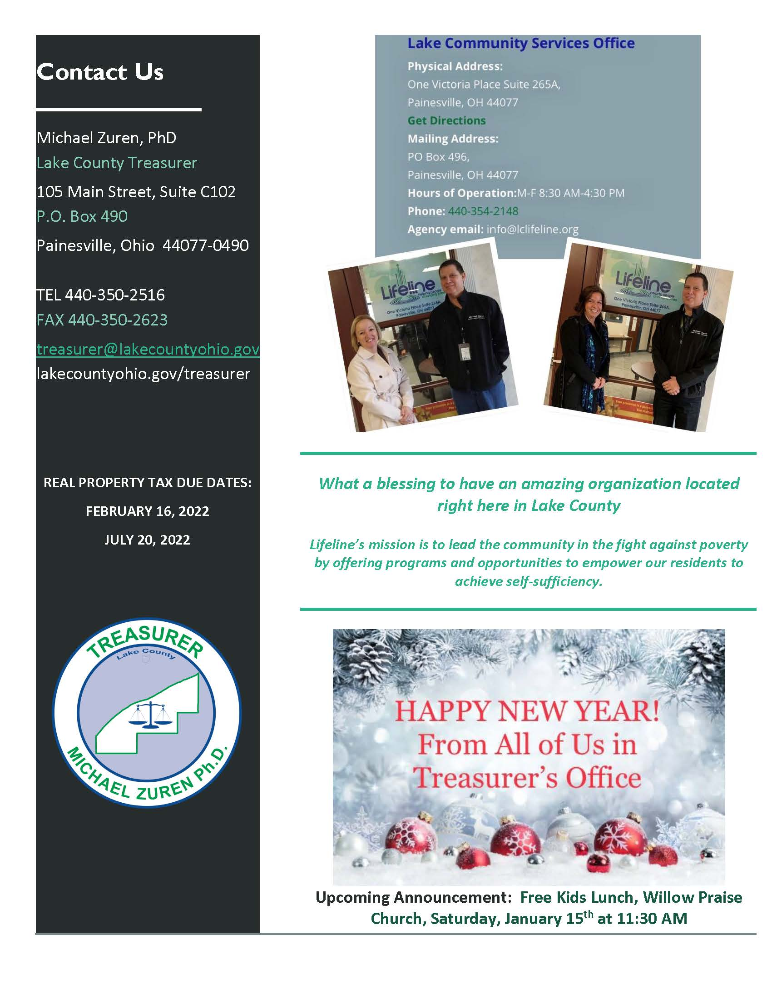 Contact Us
Michael Zuren, PhD
Lake County Treasurer
105 Main Street, Suite C102
P.O. Box 490
Painesville, Ohio  44077-0490
TEL 440-350-2516
FAX 440-350-2623
treasurer@lakecountyohio.gov
lakecountyohio.gov/treasurer
REAL PROPERTY TAX DUE DATES:
FEBRUARY 16, 2022
JULY 20, 2022
TREASURER
Lake County
MICHAEL ZUREN Ph.D.
Lake Community Services Office
Physical Address:
One Victoria Place Suite 265A,
Painesville, OH 44077
Get Directions
Mailing Address:
PO Box 496,
Painesville, OH 44077
Hours of Operation:M-F 8:30 AM-4:30 PM
Phone: 440-354-2148
Agency email: info@lclifeline.org
Lifeline
helping people
One Victoria Place Suite 265A,
Painesville, OH 44077
Lifeline
helping people
One Victoria Place Suite 265A,
Painesville, OH 44077
What a blessing to have an amazing organization located
right here in Lake County
Lifeline’s mission is to lead the community in the fight against poverty
by offering programs and opportunities to empower our residents to
achieve self-sufficiency.
HAPPY NEW YEAR!
From All of Us in
Treasurer’s Office
Upcoming Announcement:  Free Kids Lunch, Willow Praise
Church, Saturday, January 15th at 11:30 AM